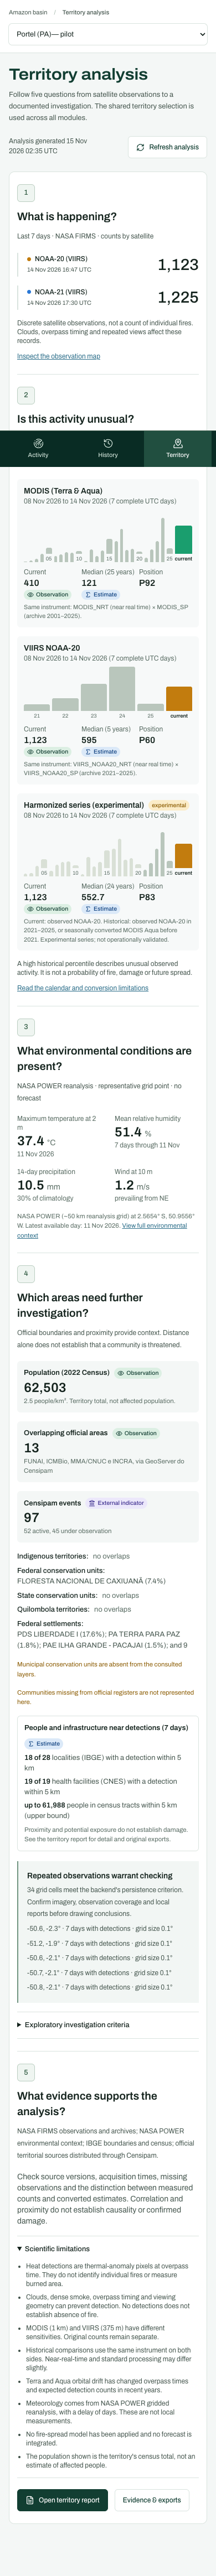 Amazon basin / Territory analysis
Portel (PA)— pilot
Territory analysis
Follow five questions from satellite observations to a
documented investigation. The shared territory selection is
used across all modules.
Analysis generated 15 Nov
2026 02:35 UTC
Refresh analysis
1
What is happening?
Last 7 days · NASA FIRMS · counts by satellite
NOAA-20 (VIIRS)
14 Nov 2026 16:47 UTC
1,123
NOAA-21 (VIIRS)
14 Nov 2026 17:30 UTC
1,225
Discrete satellite observations, not a count of individual fires.
Clouds, overpass timing and repeated views affect these
records.
Inspect the observation map
2
Is this activity unusual?
Activity
History
Territory
MODIS (Terra & Aqua)
08 Nov 2026 to 14 Nov 2026 (7 complete UTC days)
05 10 15 20 25 current
Current Median (25 years) Position
410 121 P92
Observation Σ Estimate
Same instrument: MODIS_NRT (near real time) × MODIS_SP
(archive 2001–2025).
VIIRS NOAA-20
08 Nov 2026 to 14 Nov 2026 (7 complete UTC days)
21 22 23 24 25 current
Current Median (5 years) Position
1,123 595 P60
Observation Σ Estimate
Same instrument: VIIRS_NOAA20_NRT (near real time) ×
VIIRS_NOAA20_SP (archive 2021–2025).
Harmonized series (experimental) experimental
08 Nov 2026 to 14 Nov 2026 (7 complete UTC days)
05 10 15 20 25 current
Current Median (24 years) Position
1,123 552.7 P83
Observation Σ Estimate
Current: observed NOAA-20. Historical: observed NOAA-20 in
2021–2025, or seasonally converted MODIS Aqua before
2021. Experimental series; not operationally validated.
A high historical percentile describes unusual observed
activity. It is not a probability of fire, damage or future spread.
Read the calendar and conversion limitations
3
What environmental conditions are
present?
NASA POWER reanalysis · representative grid point · no
forecast
Maximum temperature at 2
m
37.4 °C
11 Nov 2026
Mean relative humidity
51.4 %
7 days through 11 Nov
14-day precipitation
10.5 mm
30% of climatology
Wind at 10 m
1.2 m/s
prevailing from NE
NASA POWER (~50 km reanalysis grid) at 2.5654° S, 50.9556°
W. Latest available day: 11 Nov 2026. View full environmental
context
4
Which areas need further
investigation?
Official boundaries and proximity provide context. Distance
alone does not establish that a community is threatened.
Population (2022 Census) Observation
62,503
2.5 people/km². Territory total, not affected population.
Overlapping official areas Observation
13
FUNAI, ICMBio, MMA/CNUC e INCRA, via GeoServer do
Censipam
Censipam events External indicator
97
52 active, 45 under observation
Indigenous territories: no overlaps
Federal conservation units:
FLORESTA NACIONAL DE CAXIUANÃ (7.4%)
State conservation units: no overlaps
Quilombola territories: no overlaps
Federal settlements:
PDS LIBERDADE I (17.6%); PA TERRA PARA PAZ
(1.8%); PAE ILHA GRANDE - PACAJAI (1.5%); and 9
Municipal conservation units are absent from the consulted
layers.
Communities missing from official registers are not represented
here.
People and infrastructure near detections (7 days)
Σ Estimate
18 of 28 localities (IBGE) with a detection within 5
km
19 of 19 health facilities (CNES) with a detection
within 5 km
up to 61,988 people in census tracts within 5 km
(upper bound)
Proximity and potential exposure do not establish damage.
See the territory report for detail and original exports.
Repeated observations warrant checking
34 grid cells meet the backend's persistence criterion.
Confirm imagery, observation coverage and local
reports before drawing conclusions.
-50.6, -2.3° · 7 days with detections · grid size 0.1°
-51.2, -1.9° · 7 days with detections · grid size 0.1°
-50.6, -2.1° · 7 days with detections · grid size 0.1°
-50.7, -2.1° · 7 days with detections · grid size 0.1°
-50.8, -2.1° · 7 days with detections · grid size 0.1°
Exploratory investigation criteria
5
What evidence supports the
analysis?
NASA FIRMS observations and archives; NASA POWER
environmental context; IBGE boundaries and census; official
territorial sources distributed through Censipam.
Check source versions, acquisition times, missing
observations and the distinction between measured
counts and converted estimates. Correlation and
proximity do not establish causality or confirmed
damage.
Scientific limitations
• Heat detections are thermal-anomaly pixels at overpass
time. They do not identify individual fires or measure
burned area.
• Clouds, dense smoke, overpass timing and viewing
geometry can prevent detection. No detections does not
establish absence of fire.
• MODIS (1 km) and VIIRS (375 m) have different
sensitivities. Original counts remain separate.
• Historical comparisons use the same instrument on both
sides. Near-real-time and standard processing may differ
slightly.
• Terra and Aqua orbital drift has changed overpass times
and expected detection counts in recent years.
• Meteorology comes from NASA POWER gridded
reanalysis, with a delay of days. These are not local
measurements.
• No fire-spread model has been applied and no forecast is
integrated.
• The population shown is the territory's census total, not an
estimate of affected people.
Open territory report
Evidence & exports